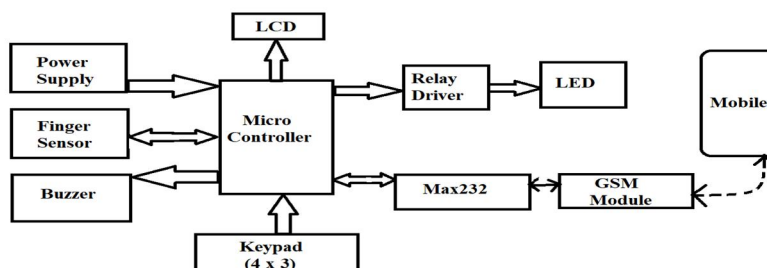 LCD
Power
Supply
Relay
Driver
LED
Mobile
Micro
Controller
Finger
Sensor
Buzzer
Max232
GSM
Module
Keypad
(4 x 3)